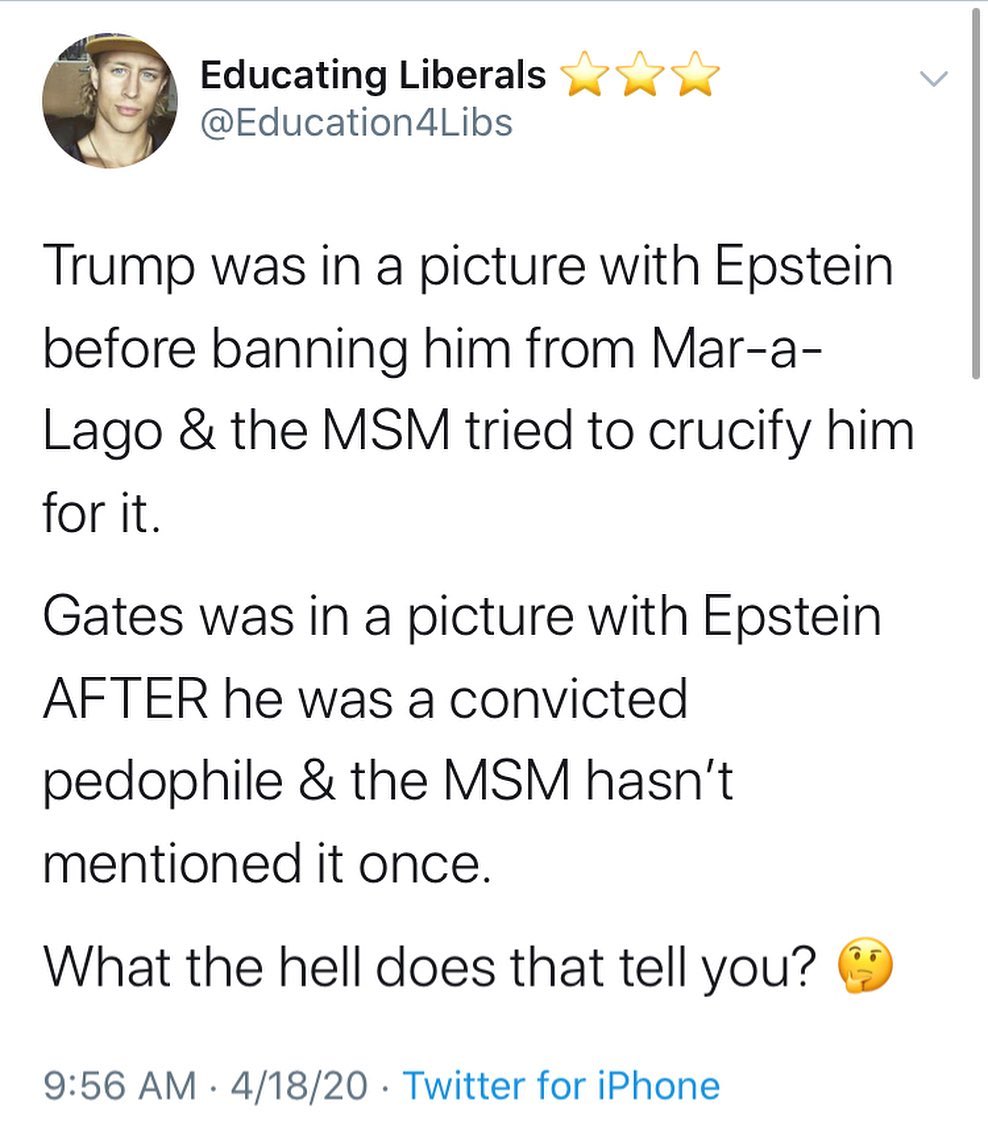 Educating Liberals ⭐⭐⭐
@Education4Libs
Trump was in a picture with Epstein
before banning him from Mar-a-
Lago & the MSM tried to crucify him
for it.
Gates was in a picture with Epstein
AFTER he was a convicted
pedophile & the MSM hasn't
mentioned it once.
What the hell does that tell you? 🤔
9:56 AM · 4/18/20 · Twitter for iPhone